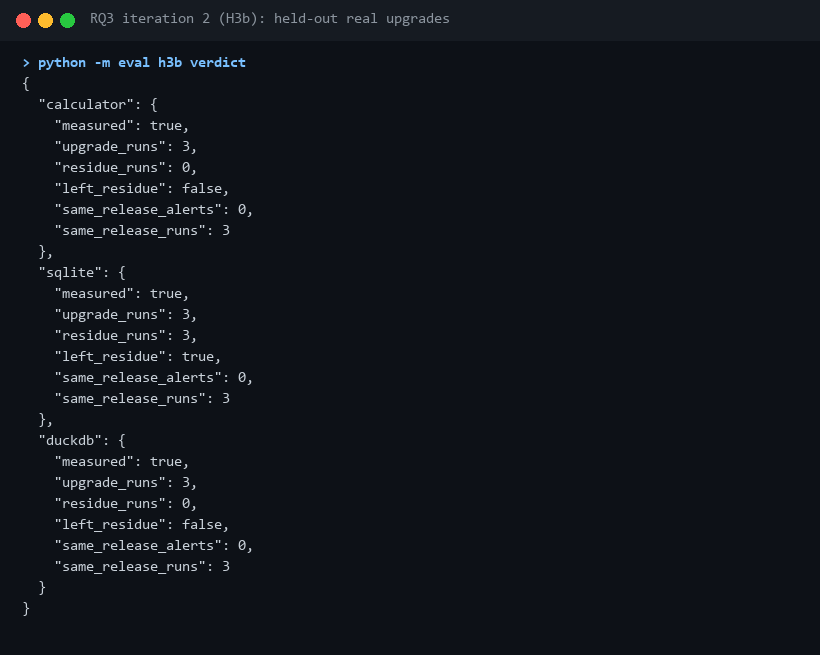 RQ3 iteration 2 (H3b): held-out real upgrades
> python -m eval h3b verdict
{
  "calculator": {
    "measured": true,
    "upgrade_runs": 3,
    "residue_runs": 0,
    "left_residue": false,
    "same_release_alerts": 0,
    "same_release_runs": 3
  },
  "sqlite": {
    "measured": true,
    "upgrade_runs": 3,
    "residue_runs": 3,
    "left_residue": true,
    "same_release_alerts": 0,
    "same_release_runs": 3
  },
  "duckdb": {
    "measured": true,
    "upgrade_runs": 3,
    "residue_runs": 0,
    "left_residue": false,
    "same_release_alerts": 0,
    "same_release_runs": 3
  }
}